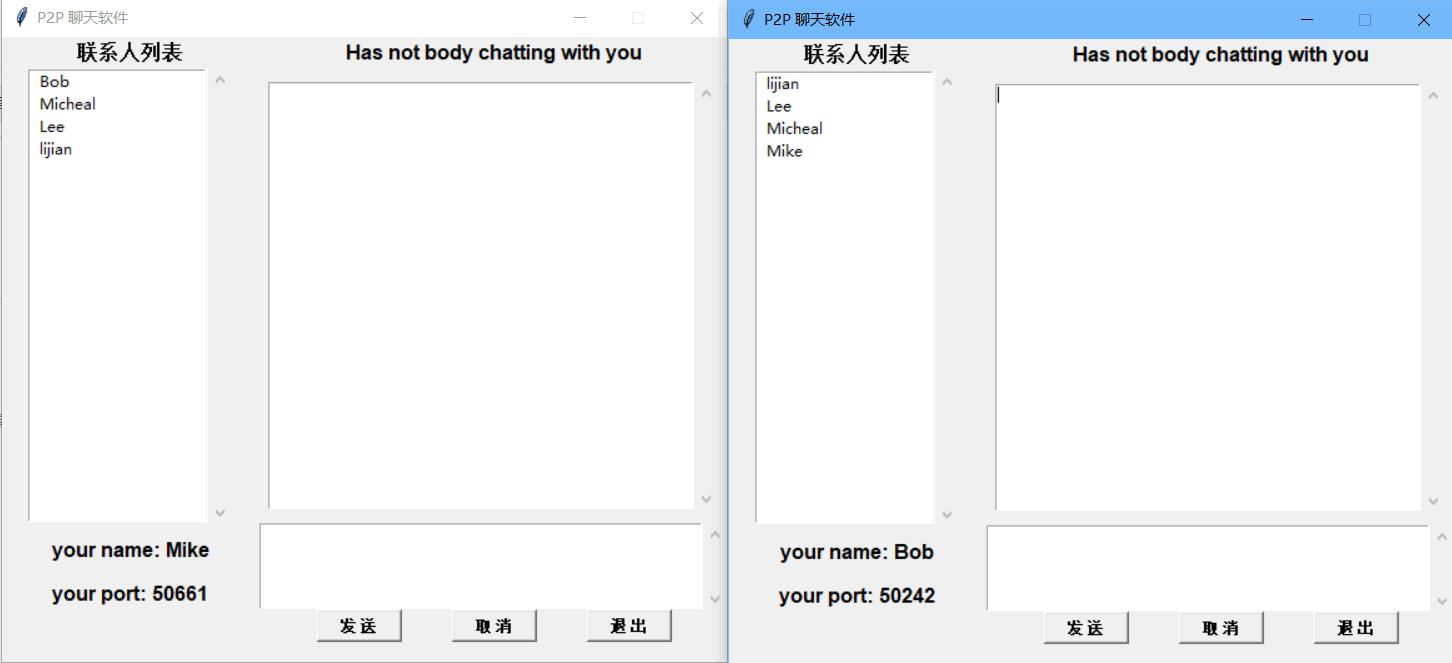 P2P 聊天软件
联系人列表
Has not body chatting with you
Bob
Micheal
Lee
lijian
your name: Mike
your port: 50661
发送
取消
退出
P2P 聊天软件
联系人列表
Has not body chatting with you
lijian
Lee
Micheal
Mike
your name: Bob
your port: 50242
发送
取消
退出